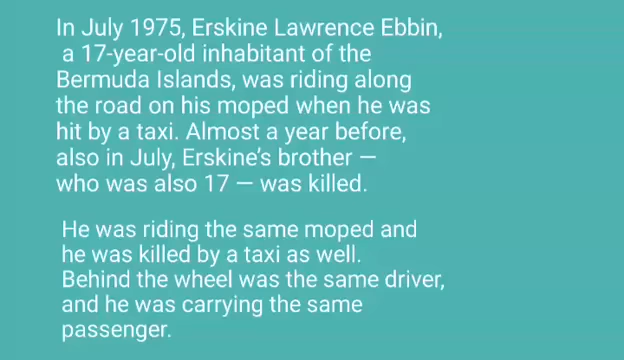 In July 1975, Erskine Lawrence Ebbin,
a 17-year-old inhabitant of the
Bermuda Islands, was riding along
the road on his moped when he was
hit by a taxi. Almost a year before,
also in July, Erskine’s brother —
who was also 17 — was killed.
He was riding the same moped and
he was killed by a taxi as well.
Behind the wheel was the same driver,
and he was carrying the same
passenger.